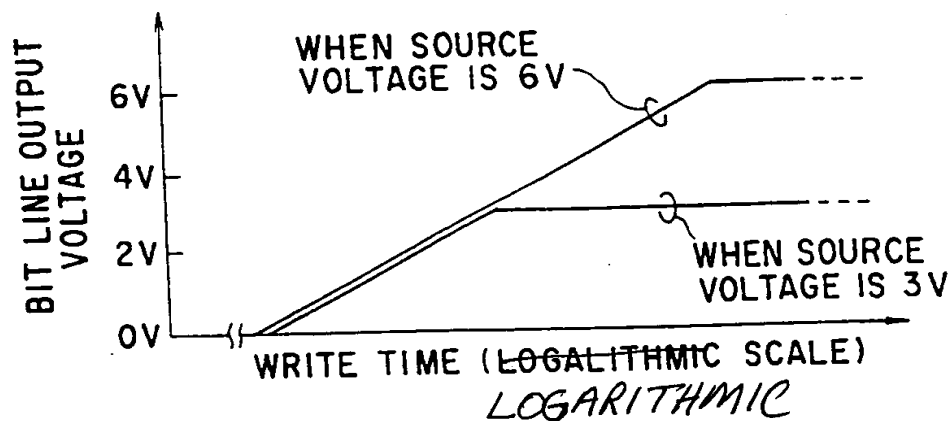 BIT LINE OUTPUT
VOLTAGE
6V
4V
2V
0V
WHEN SOURCE
VOLTAGE IS 6V
WHEN SOURCE
VOLTAGE IS 3V
WRITE TIME (LOGALITHMIC SCALE)
LOGARITHMIC